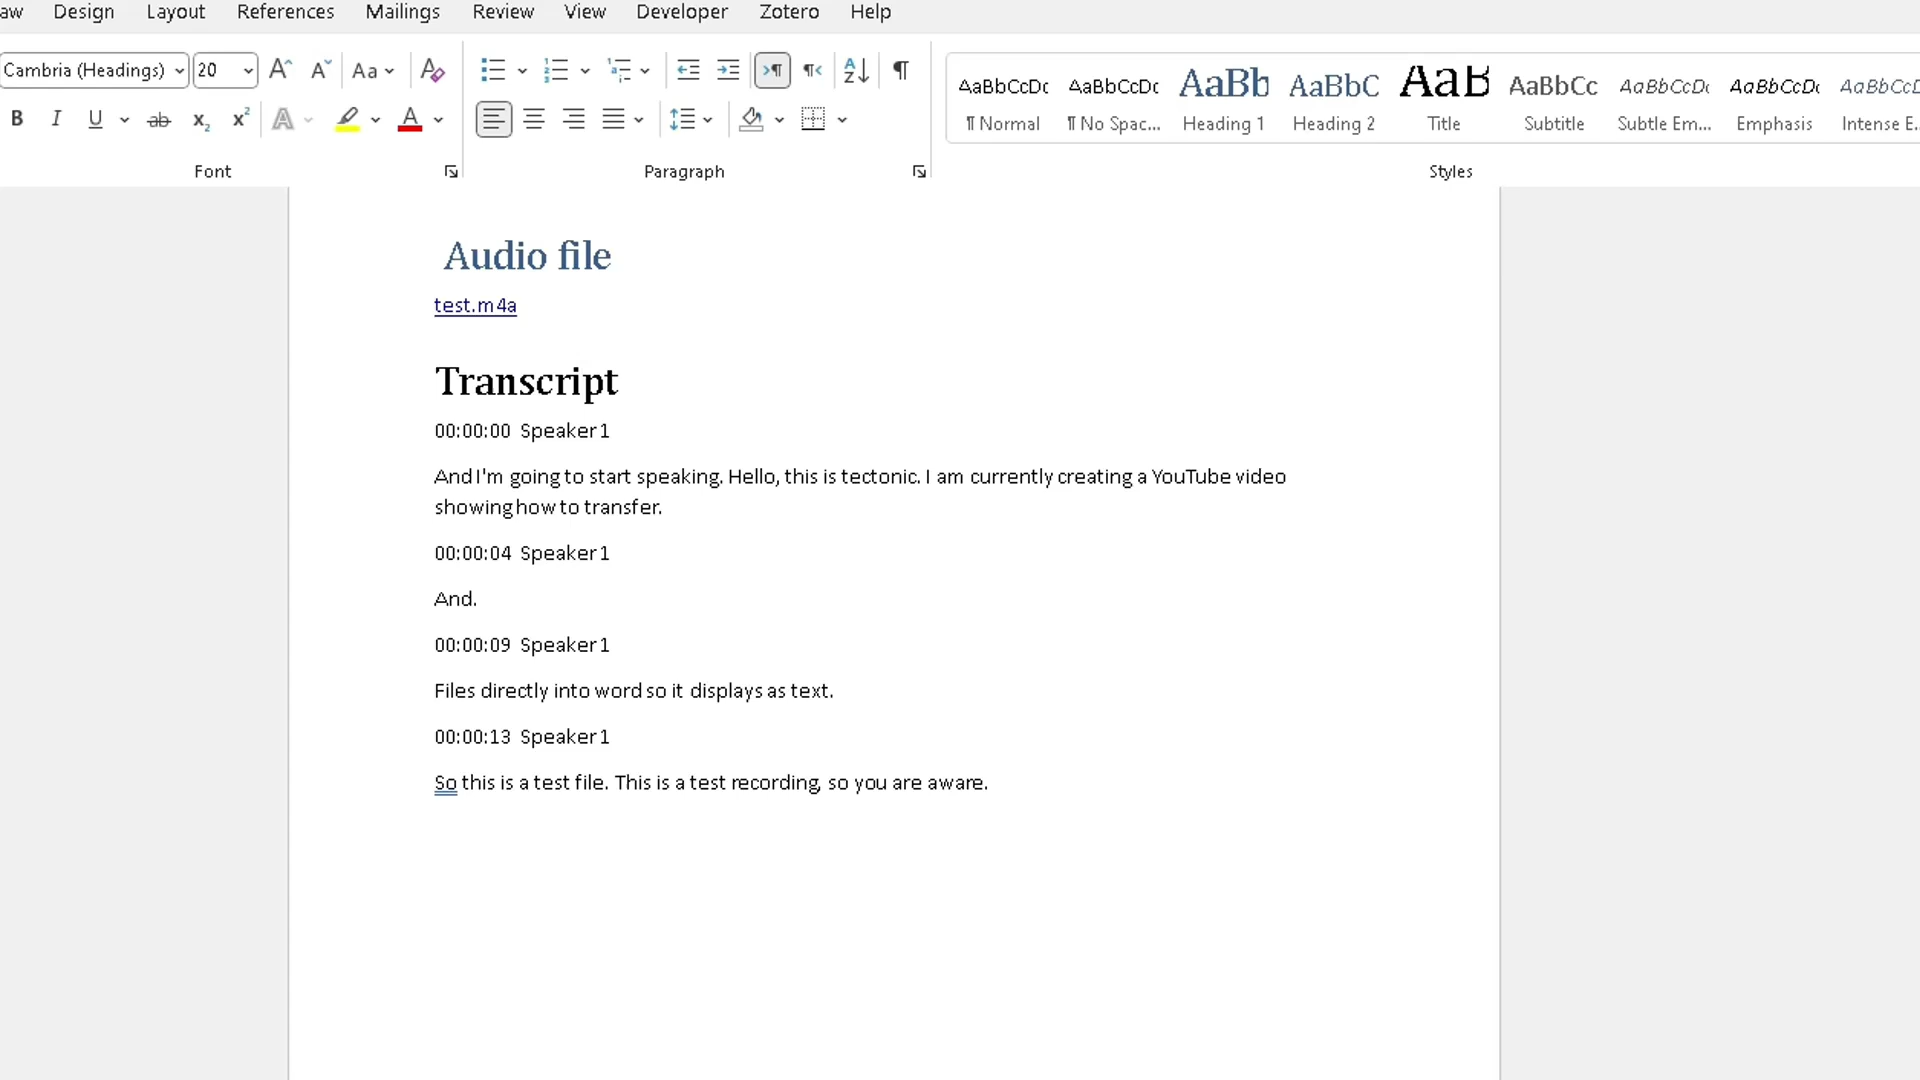 aw Design Layout References Mailings Review View Developer Zotero Help
Cambria (Headings) 20 Aa
AaBbCcDc AaBbCcDc AaBb AaBbC AaB AaBbCc AaBbCcDc AaBbCcDc AaBbCcD
¶ Normal ¶ No Spac... Heading 1 Heading 2 Title Subtitle Subtle Em... Emphasis Intense E...
Font Paragraph Styles
Audio file
test.m4a
Transcript
00:00:00 Speaker 1
And I'm going to start speaking. Hello, this is tectonic. I am currently creating a YouTube video
showing how to transfer.
00:00:04 Speaker 1
And.
00:00:09 Speaker 1
Files directly into word so it displays as text.
00:00:13 Speaker 1
So this is a test file. This is a test recording, so you are aware.